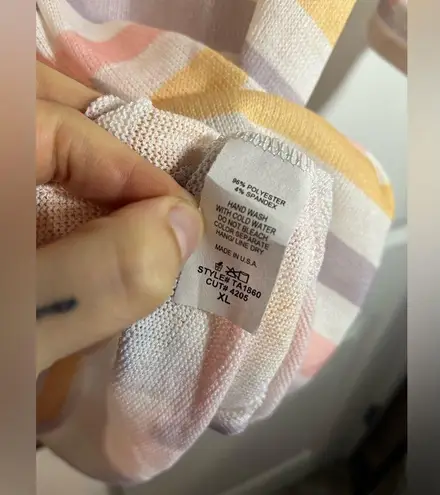 96% POLYESTER
4% SPANDEX
HAND WASH
WITH COLD WATER
DO NOT BLEACH
COLOR SEPARATE
HANG/ LINE DRY
MADE IN U.S.A.
STYLE# TA1860
CUT# 4205
XL